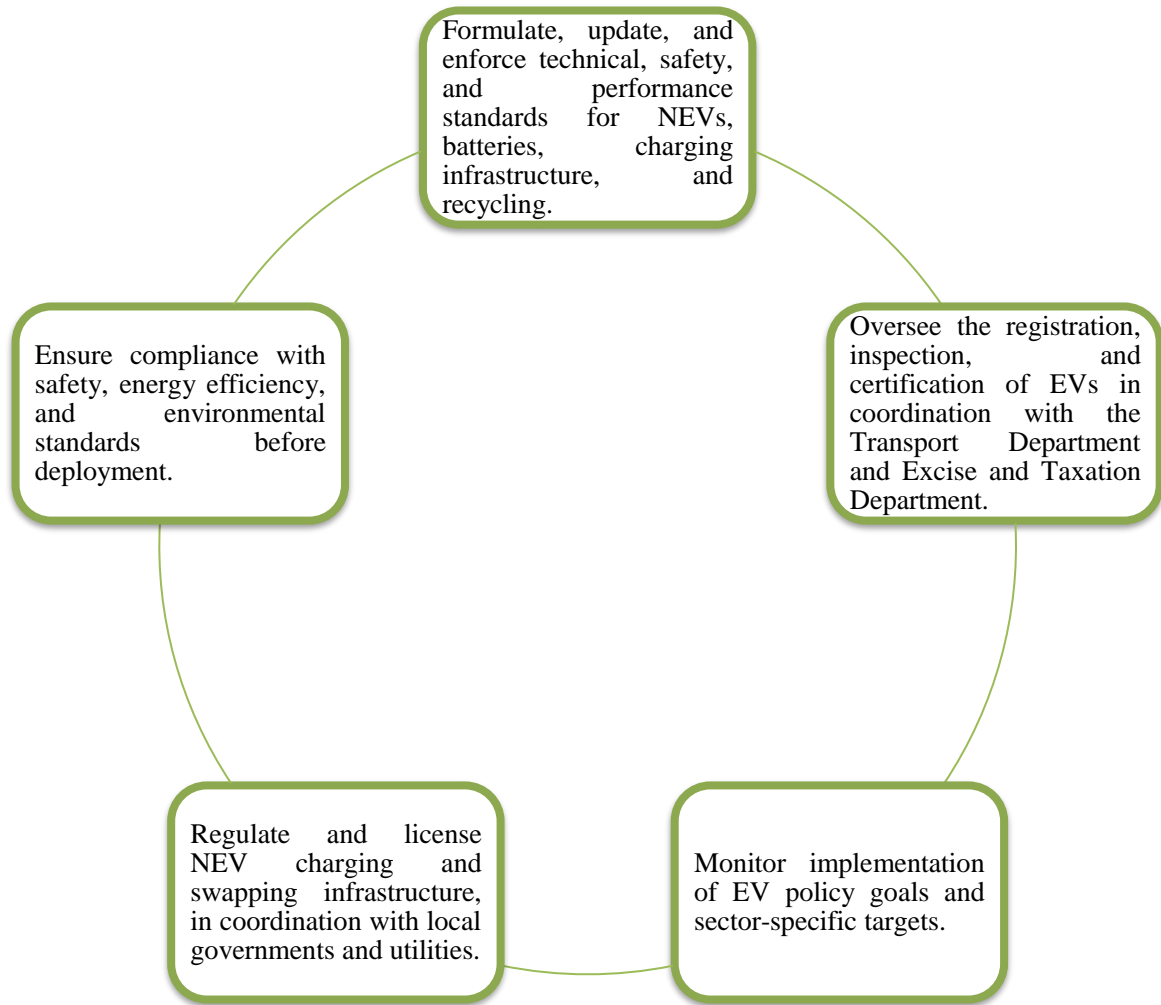 Formulate, update, and
enforce technical, safety,
and performance
standards for NEVs,
batteries, charging
infrastructure, and
recycling.
Oversee the registration,
inspection, and
certification of EVs in
coordination with the
Transport Department
and Excise and Taxation
Department.
Monitor implementation
of EV policy goals and
sector-specific targets.
Regulate and license
NEV charging and
swapping infrastructure,
in coordination with local
governments and utilities.
Ensure compliance with
safety, energy efficiency,
and environmental
standards before
deployment.